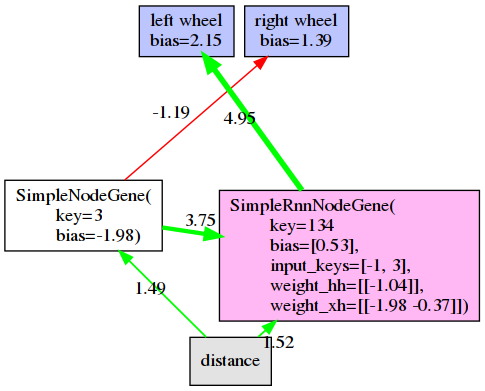 left wheel
bias=2.15
right wheel
bias=1.39
-1.19
4.95
SimpleNodeGene(
key=3
bias=-1.98)
3.75
SimpleRnnNodeGene(
key=134
bias=[0.53],
input_keys=[-1, 3],
weight_hh=[[-1.04]],
weight_xh=[[-1.98 -0.37]])
1.49
1.52
distance